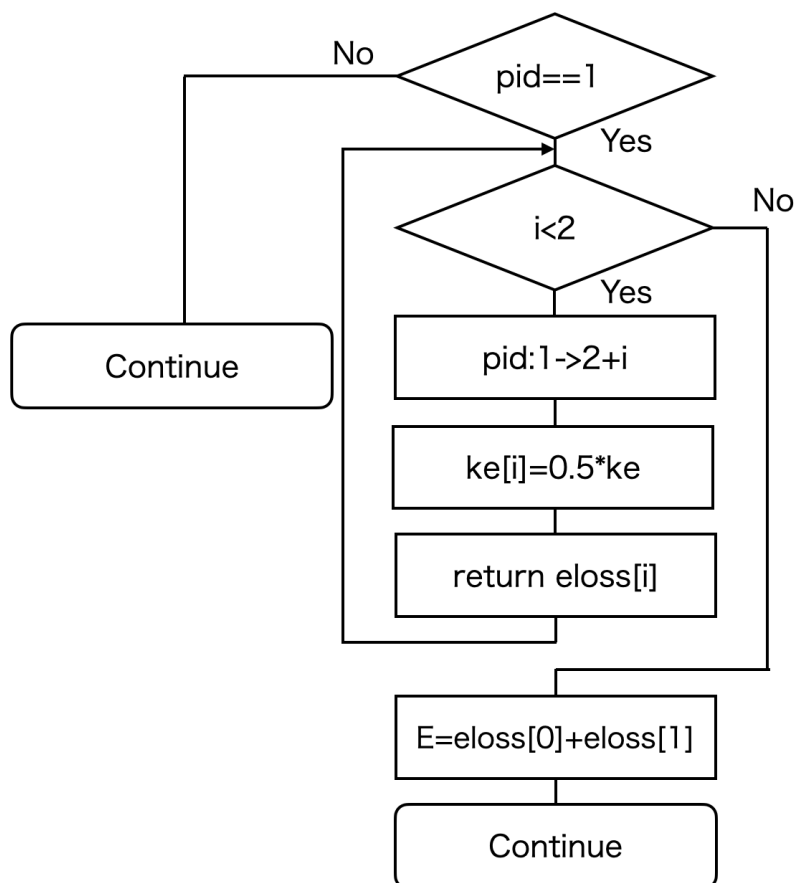 No
pid==1
Yes
No
i<2
Yes
Continue
pid:1->2+i
ke[i]=0.5*ke
return eloss[i]
E=eloss[0]+eloss[1]
Continue